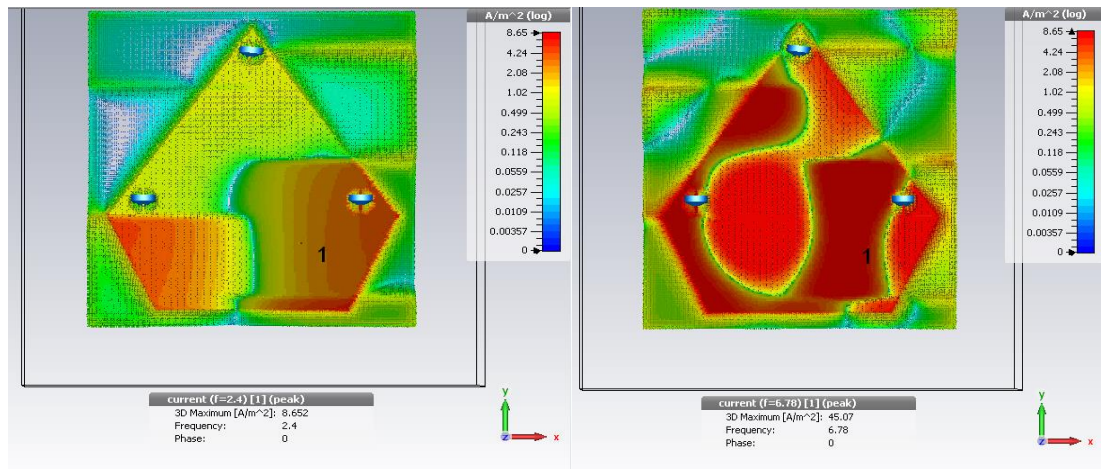 A/m^2 (log)
8.65
4.24
2.08
1.02
0.499
0.243
0.118
0.0559
0.0257
0.0109
0.00357
0
1
current (f=2.4) [1] (peak)
3D Maximum [A/m^2]: 8.652
Frequency: 2.4
Phase: 0
y
z
x
A/m^2 (log)
8.65
4.24
2.08
1.02
0.499
0.243
0.118
0.0559
0.0257
0.0109
0.00357
0
1
current (f=6.78) [1] (peak)
3D Maximum [A/m^2]: 45.07
Frequency: 6.78
Phase: 0
y
z
x